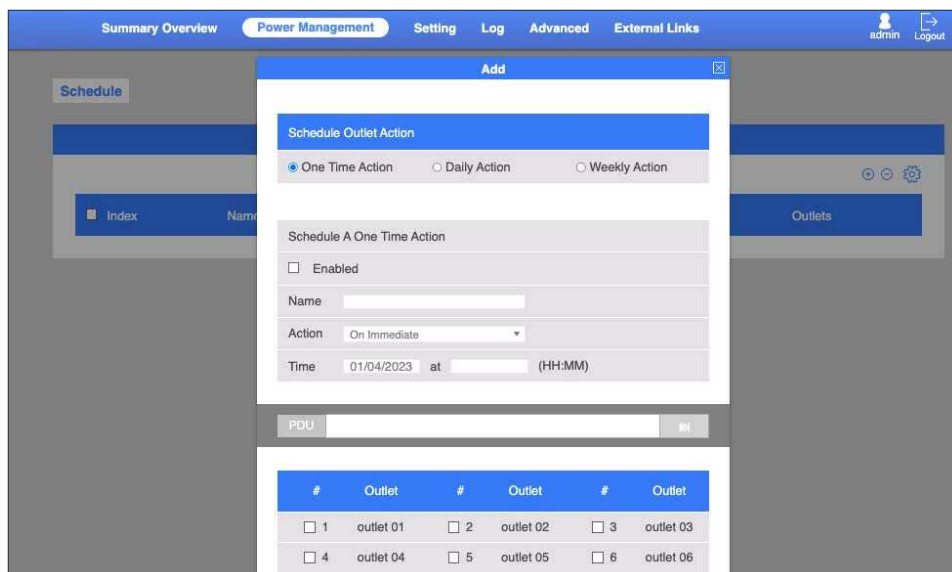 Summary Overview Power Management Setting Log Advanced External Links admin Logout
Add
Schedule
Schedule Outlet Action
One Time Action Daily Action Weekly Action
Index Name Outlets
Schedule A One Time Action
Enabled
Name
Action On Immediate
Time 01/04/2023 at (HH:MM)
PDU
# Outlet # Outlet # Outlet
1 outlet 01 2 outlet 02 3 outlet 03
4 outlet 04 5 outlet 05 6 outlet 06